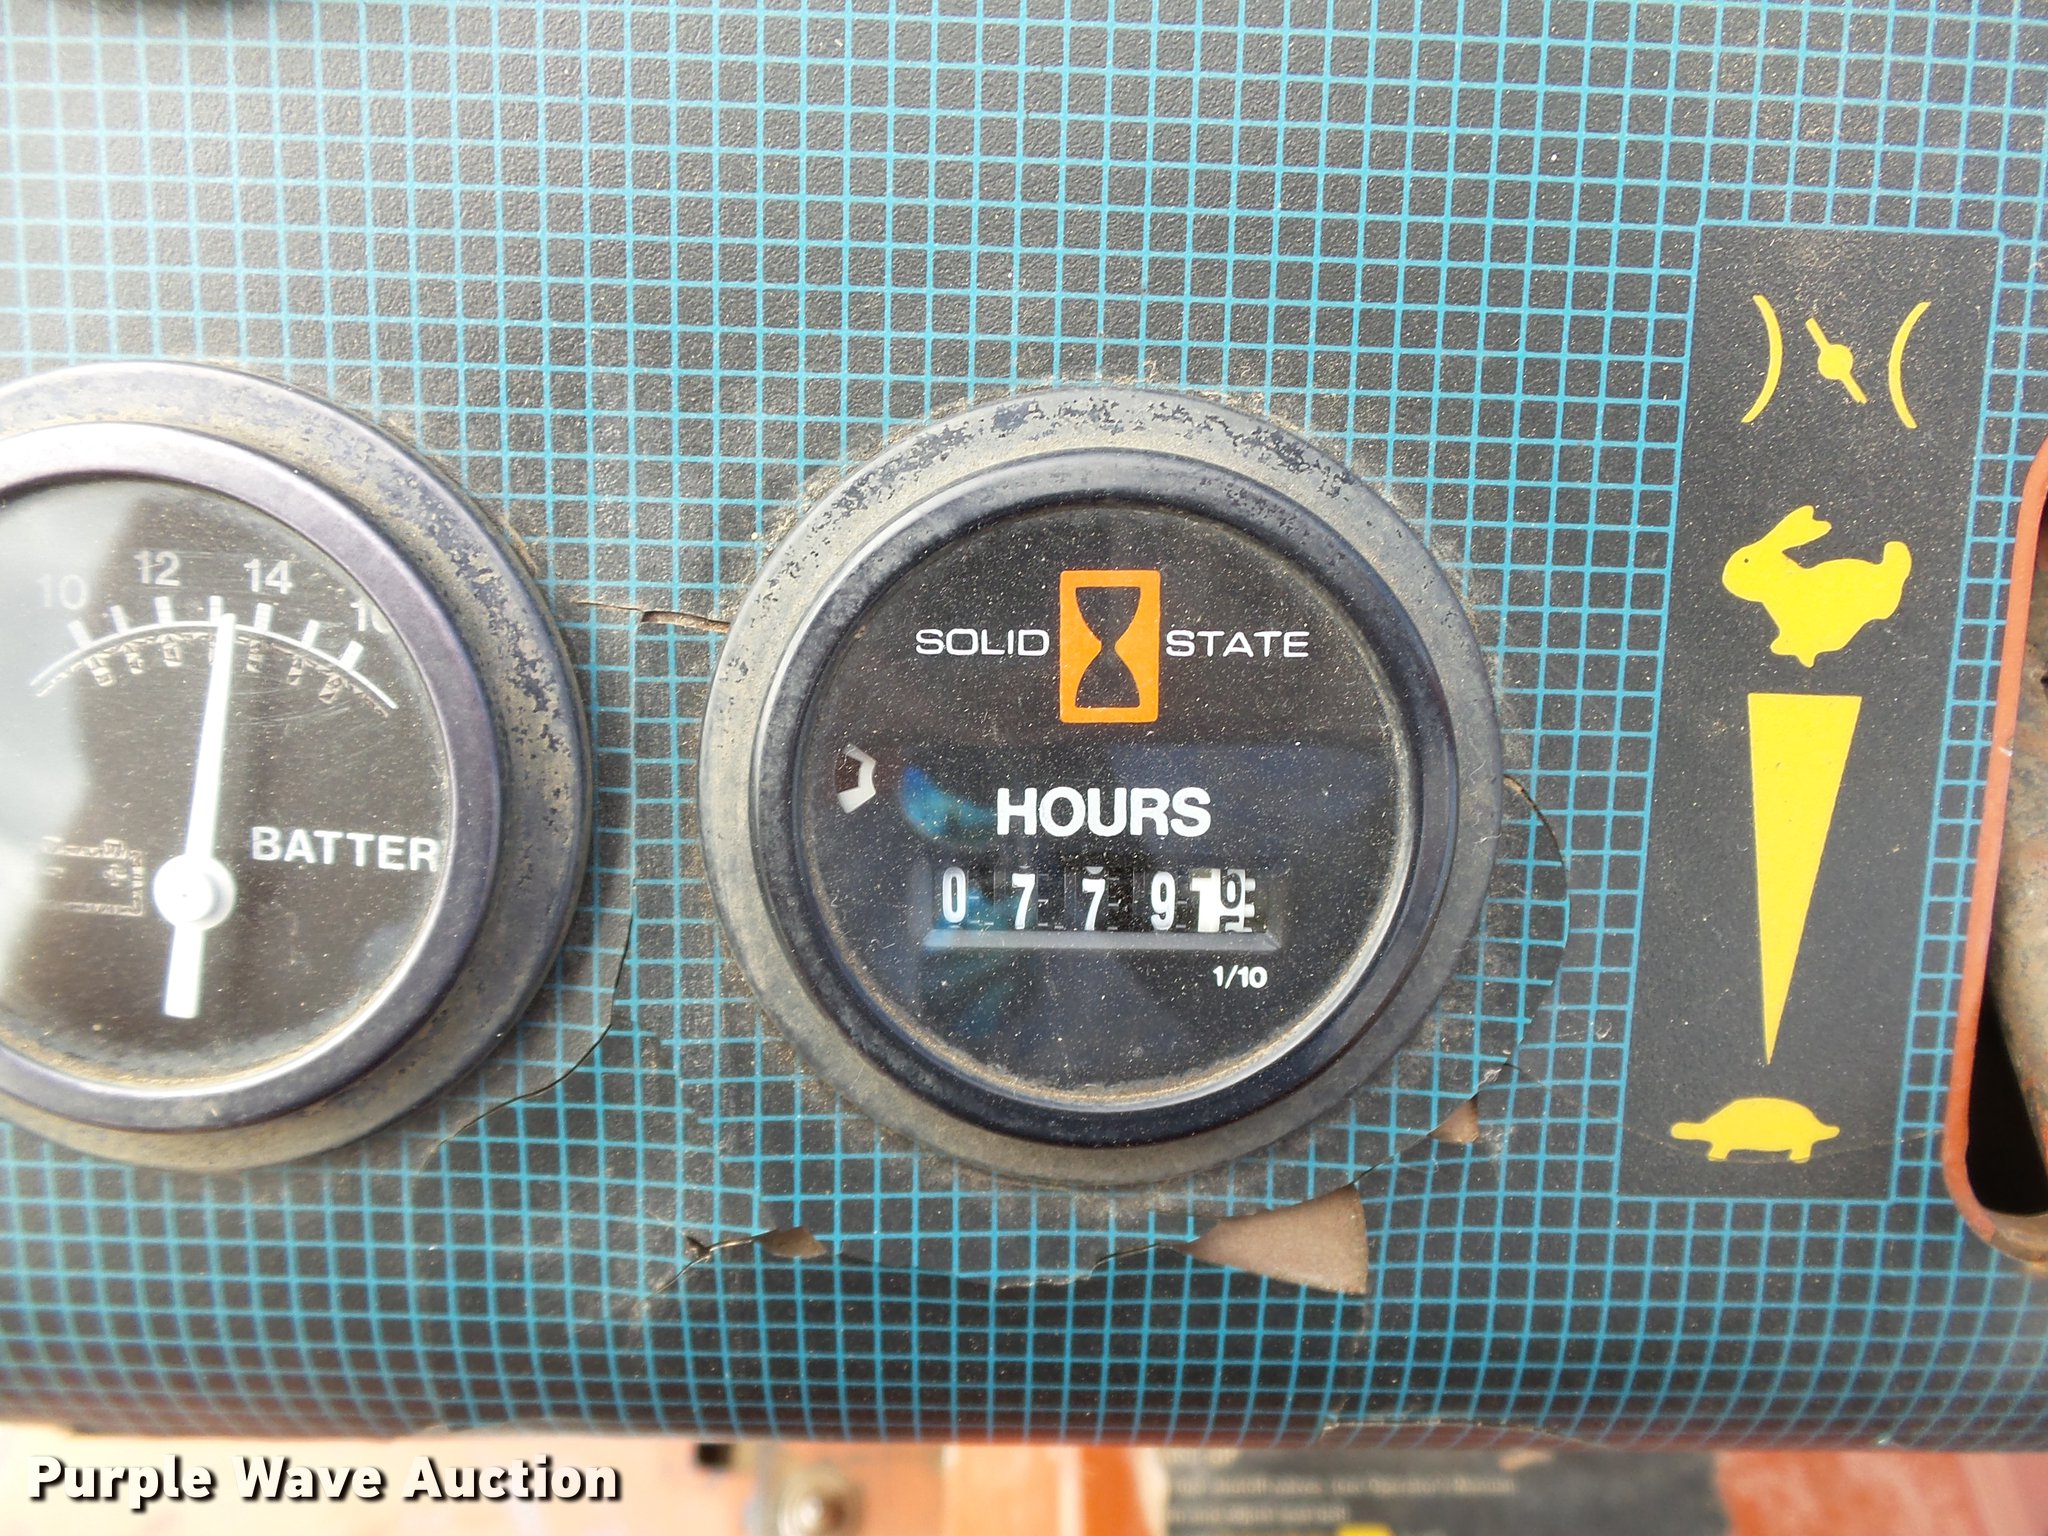 10 12 14
BATTER
SOLID STATE
HOURS
0 7 7 9
1/10
Purple Wave Auction